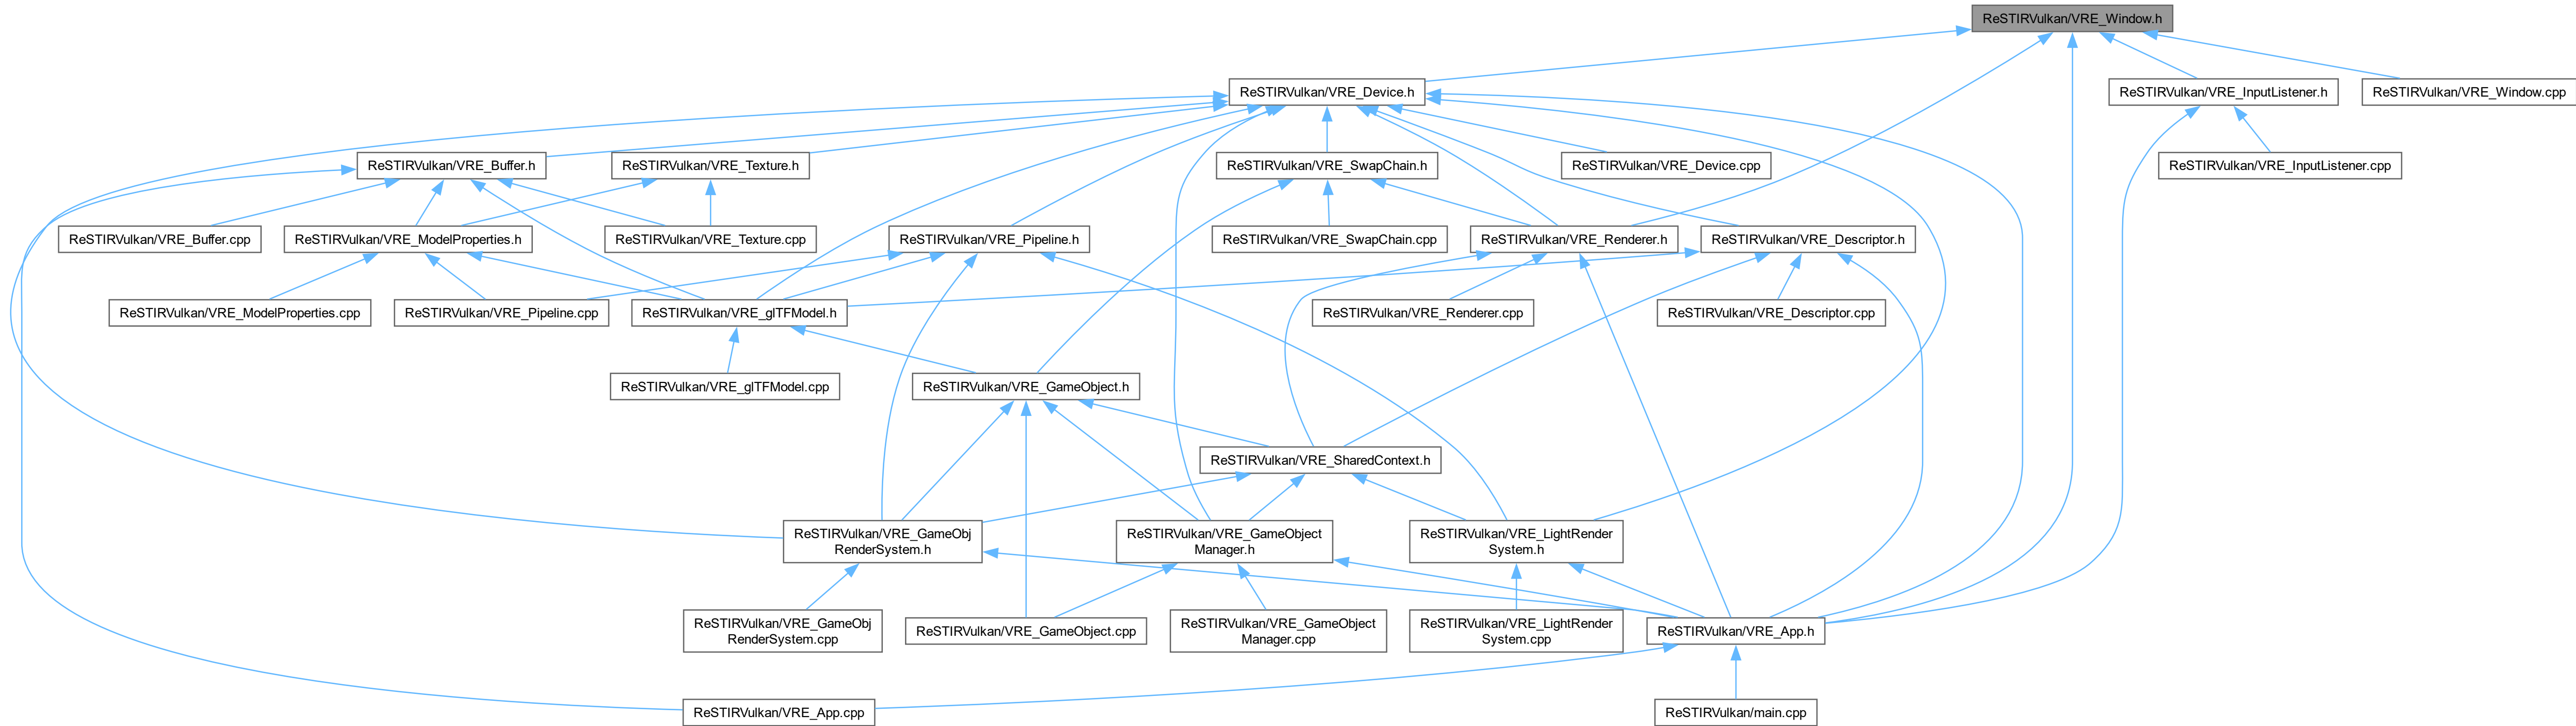 ReSTIRVulkan/VRE_Window.h
ReSTIRVulkan/VRE_Device.h
ReSTIRVulkan/VRE_InputListener.h
ReSTIRVulkan/VRE_Window.cpp
ReSTIRVulkan/VRE_Buffer.h
ReSTIRVulkan/VRE_Texture.h
ReSTIRVulkan/VRE_SwapChain.h
ReSTIRVulkan/VRE_Device.cpp
ReSTIRVulkan/VRE_InputListener.cpp
ReSTIRVulkan/VRE_Buffer.cpp
ReSTIRVulkan/VRE_ModelProperties.h
ReSTIRVulkan/VRE_Texture.cpp
ReSTIRVulkan/VRE_Pipeline.h
ReSTIRVulkan/VRE_SwapChain.cpp
ReSTIRVulkan/VRE_Renderer.h
ReSTIRVulkan/VRE_Descriptor.h
ReSTIRVulkan/VRE_ModelProperties.cpp
ReSTIRVulkan/VRE_Pipeline.cpp
ReSTIRVulkan/VRE_glTFModel.h
ReSTIRVulkan/VRE_Renderer.cpp
ReSTIRVulkan/VRE_Descriptor.cpp
ReSTIRVulkan/VRE_glTFModel.cpp
ReSTIRVulkan/VRE_GameObject.h
ReSTIRVulkan/VRE_SharedContext.h
ReSTIRVulkan/VRE_GameObj
RenderSystem.h
ReSTIRVulkan/VRE_GameObject
Manager.h
ReSTIRVulkan/VRE_LightRender
System.h
ReSTIRVulkan/VRE_GameObj
RenderSystem.cpp
ReSTIRVulkan/VRE_GameObject.cpp
ReSTIRVulkan/VRE_GameObject
Manager.cpp
ReSTIRVulkan/VRE_LightRender
System.cpp
ReSTIRVulkan/VRE_App.h
ReSTIRVulkan/VRE_App.cpp
ReSTIRVulkan/main.cpp